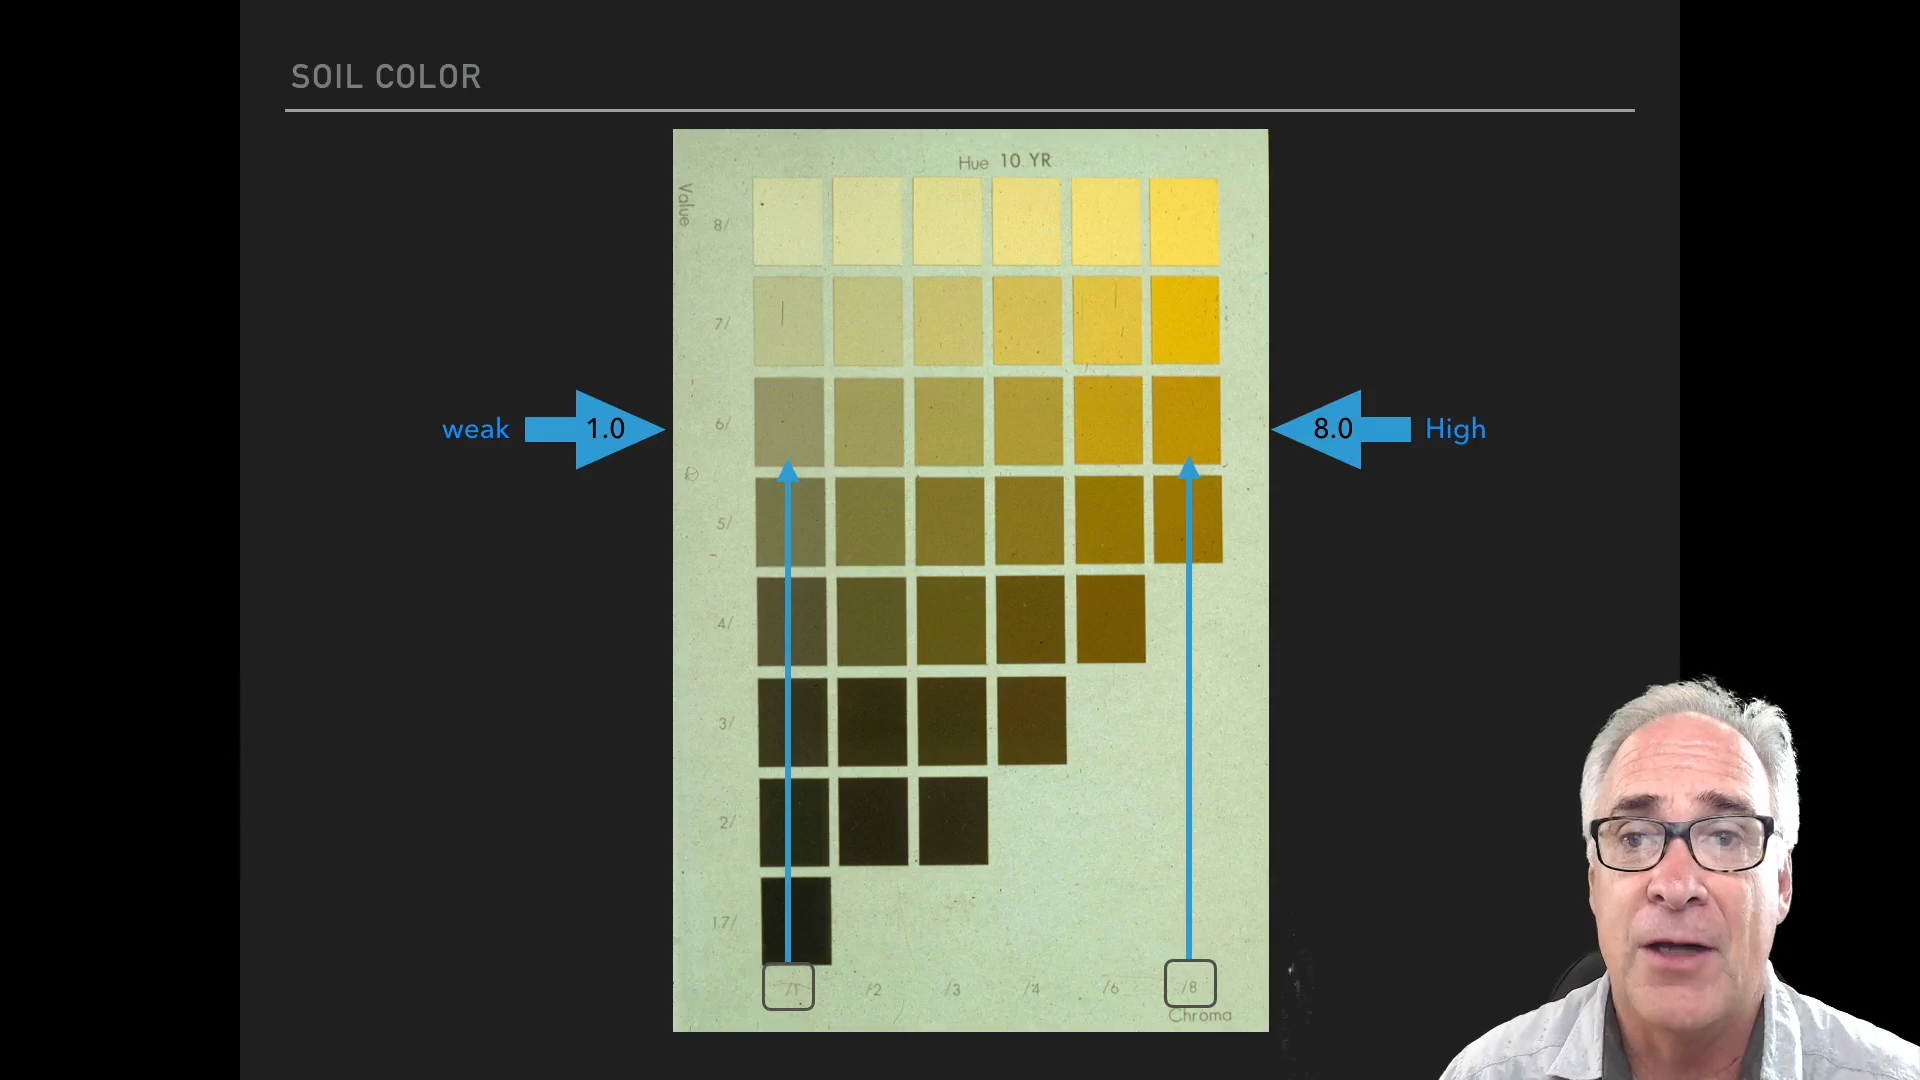 SOIL COLOR
Hue 10 YR
Value
8/
7/
6/
weak 1.0
8.0 High
5/
4/
3/
2/
1.7/
/1 /2 /3 /4 /6 /8
Chroma